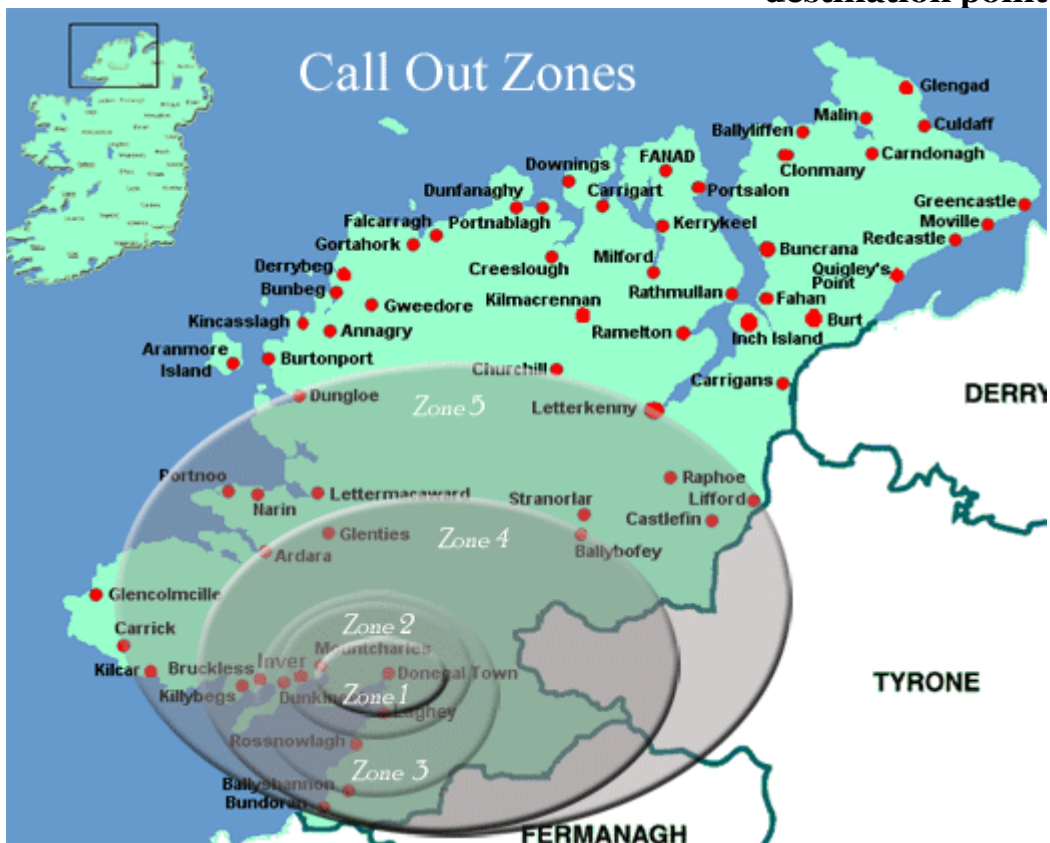 destination point
Call Out Zones
Glengad
Malin
Culdaff
Ballyliffen
Carndonagh
Clonmany
Downings
FANAD
Carrigart
Portsalon
Dunfanaghy
Greencastle
Portnablagh
Moville
Falcarragh
Kerrykeel
Redcastle
Gortahork
Buncrana
Creeslough
Milford
Quigley's
Point
Derrybeg
Bunbeg
Rathmullan
Fahan
Gweedore
Kilmacrennan
Kincasslagh
Annagry
Ramelton
Burt
Inch Island
Aranmore
Island
Burtonport
Churchill
Carrigans
Dungloe
Zone 5
Letterkenny
DERRY
Portnoo
Raphoe
Narin
Lettermacaward
Stranorlar
Lifford
Castlefin
Glenties
Zone 4
Ballybofey
Ardara
Glencolmcille
Carrick
Zone 2
Mountcharles
Kilcar
Bruckless
Inver
Donegal Town
TYRONE
Killybegs
Zone 1
Laghey
Rossnowlagh
Zone 3
Ballyshannon
Bundoran
FERMANAGH